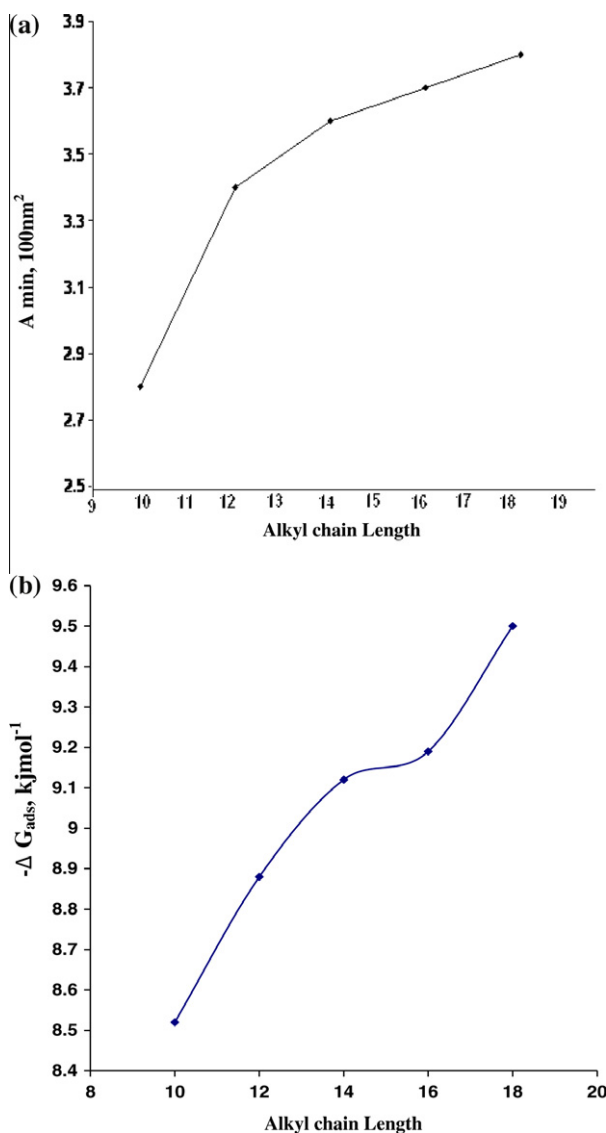 (a)
3.9
3.7
3.5
3.3
3.1
2.9
2.7
2.5
A min, 100nm²
9 10 11 12 13 14 15 16 17 18 19
Alkyl chain Length
(b)
9.6
9.5
9.4
9.3
9.2
9.1
9
8.9
8.8
8.7
8.6
8.5
8.4
-Δ G_ads, kjmol⁻¹
8 10 12 14 16 18 20
Alkyl chain Length